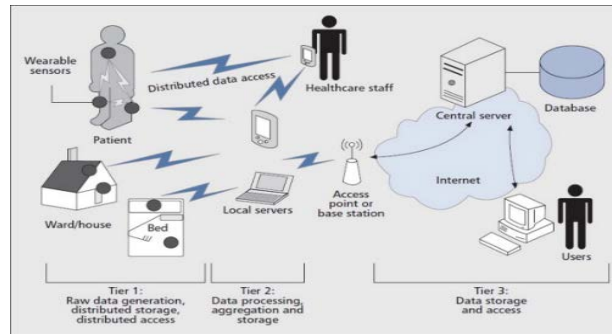 Wearable
sensors
Patient
Distributed data access
Healthcare staff
Central server
Database
Ward/house
Bed
Local servers
Access
point or
base station
Internet
Users
Tier 1:
Raw data generation,
distributed storage,
distributed access
Tier 2:
Data processing,
aggregation and
storage
Tier 3:
Data storage
and access